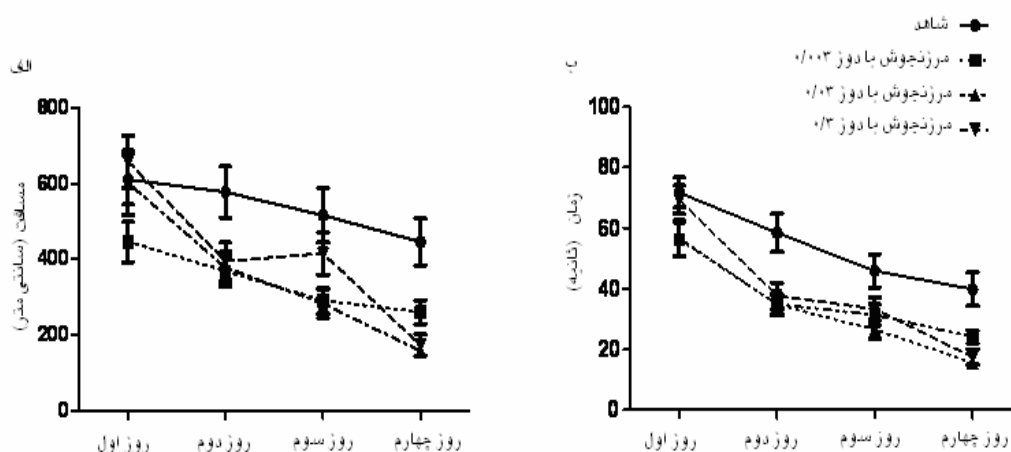 شاهد
مرزنجوش با دوز ۰/۰۰۳
مرزنجوش با دوز ۰/۰۳
مرزنجوش با دوز ۰/۳
الف
مسافت (سانتی متر)
800
600
400
200
0
روز اول
روز دوم
روز سوم
روز چهارم
ب
زمان (ثانیه)
100
80
60
40
20
0
روز اول
روز دوم
روز سوم
روز چهارم